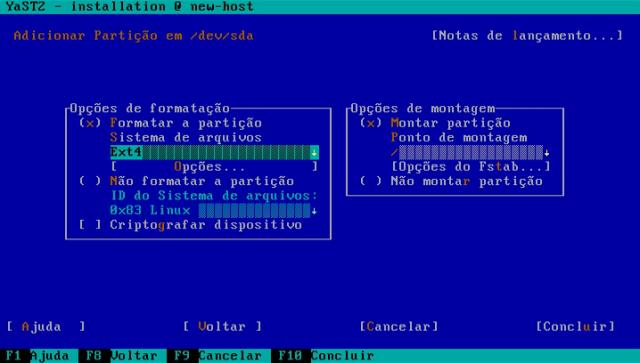 YaST2 - installation @ new-host
Adicionar Partição em /dev/sda [Notas de lançamento...]
Opções de formatação
(x) Formatar a partição
Sistema de arquivos
Ext4
[ Opções... ]
( ) Não formatar a partição
ID do Sistema de arquivos:
0x83 Linux
[ ] Criptografar dispositivo
Opções de montagem
(x) Montar partição
Ponto de montagem
/
[Opções do Fstab...]
( ) Não montar partição
[ Ajuda ] [ Voltar ] [Cancelar] [Concluir]
F1 Ajuda F8 Voltar F9 Cancelar F10 Concluir